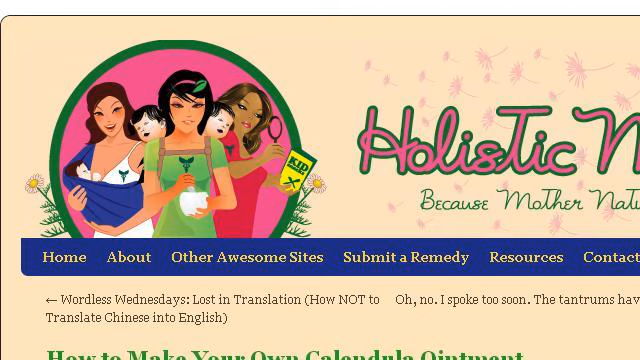 KID
Holistic
Because Mother
Home About Other Awesome Sites Submit a Remedy Resources Contact
← Wordless Wednesdays: Lost in Translation (How NOT to
Translate Chinese into English)
Oh, no. I spoke too soon. The tantrums
How to Make Your Own Calendula Ointment